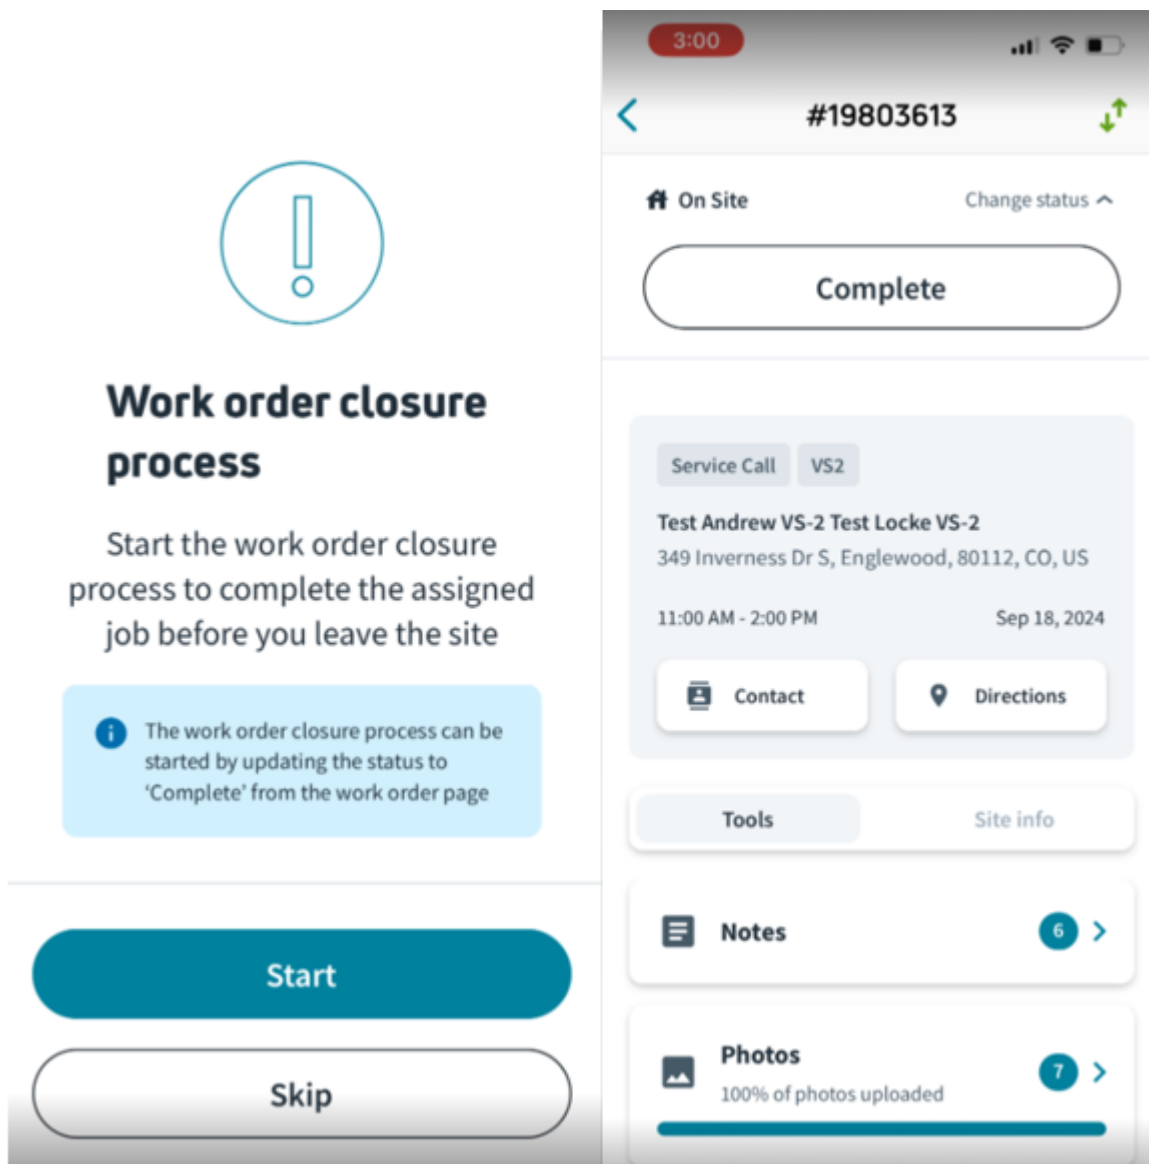 Work order closure
process
Start the work order closure
process to complete the assigned
job before you leave the site
The work order closure process can be
started by updating the status to
‘Complete’ from the work order page
Start
Skip
3:00
#19803613
On Site
Change status
Complete
Service Call VS2
Test Andrew VS-2 Test Locke VS-2
349 Inverness Dr S, Englewood, 80112, CO, US
11:00 AM - 2:00 PM Sep 18, 2024
Contact
Directions
Tools
Site info
Notes
6
Photos
7
100% of photos uploaded